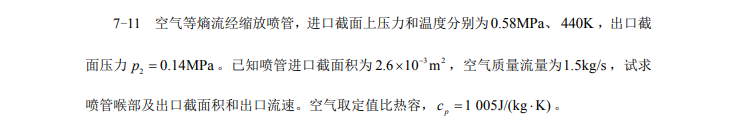 7-11 空气等熵流经缩放喷管，进口截面上压力和温度分别为0.58MPa、 440K ，出口截
面压力 p₂ = 0.14MPa 。已知喷管进口截面积为 2.6×10⁻³ m² ，空气质量流量为1.5kg/s ，试求
喷管喉部及出口截面积和出口流速。空气取定值比热容， cₚ =1 005J/(kg·K) 。